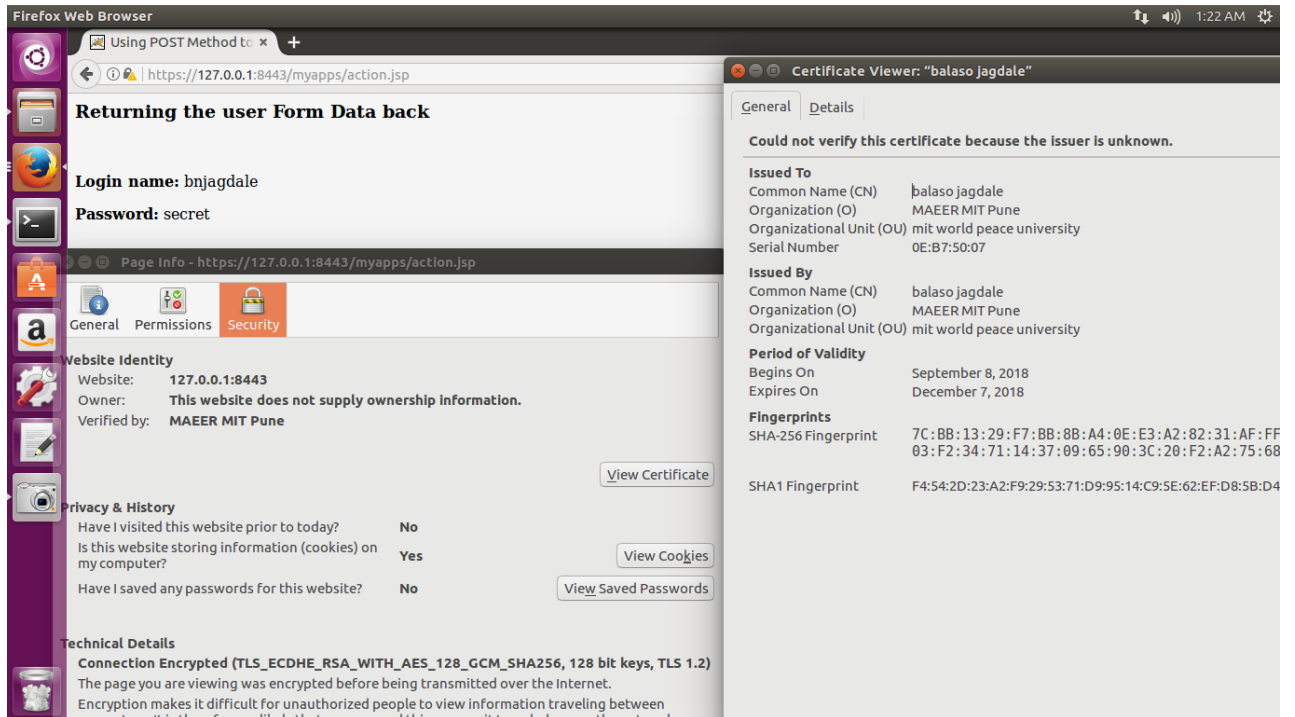 Firefox Web Browser
1:22 AM
Using POST Method to
https://127.0.0.1:8443/myapps/action.jsp
Returning the user Form Data back
Login name: bnjagdale
Password: secret
Page Info - https://127.0.0.1:8443/myapps/action.jsp
General Permissions Security
Website Identity
Website: 127.0.0.1:8443
Owner: This website does not supply ownership information.
Verified by: MAEER MIT Pune
View Certificate
Privacy & History
Have I visited this website prior to today? No
Is this website storing information (cookies) on
my computer?
Yes
View Cookies
Have I saved any passwords for this website? No View Saved Passwords
Technical Details
Connection Encrypted (TLS_ECDHE_RSA_WITH_AES_128_GCM_SHA256, 128 bit keys, TLS 1.2)
The page you are viewing was encrypted before being transmitted over the Internet.
Encryption makes it difficult for unauthorized people to view information traveling between
Certificate Viewer: "balaso jagdale"
General Details
Could not verify this certificate because the issuer is unknown.
Issued To
Common Name (CN) balaso jagdale
Organization (O) MAEER MIT Pune
Organizational Unit (OU) mit world peace university
Serial Number 0E:B7:50:07
Issued By
Common Name (CN) balaso jagdale
Organization (O) MAEER MIT Pune
Organizational Unit (OU) mit world peace university
Period of Validity
Begins On September 8, 2018
Expires On December 7, 2018
Fingerprints
SHA-256 Fingerprint 7C:BB:13:29:F7:BB:8B:A4:0E:E3:A2:82:31:AF:FF
03:F2:34:71:14:37:09:65:90:3C:20:F2:A2:75:68
SHA1 Fingerprint F4:54:2D:23:A2:F9:29:53:71:D9:95:14:C9:5E:62:EF:D8:5B:D4